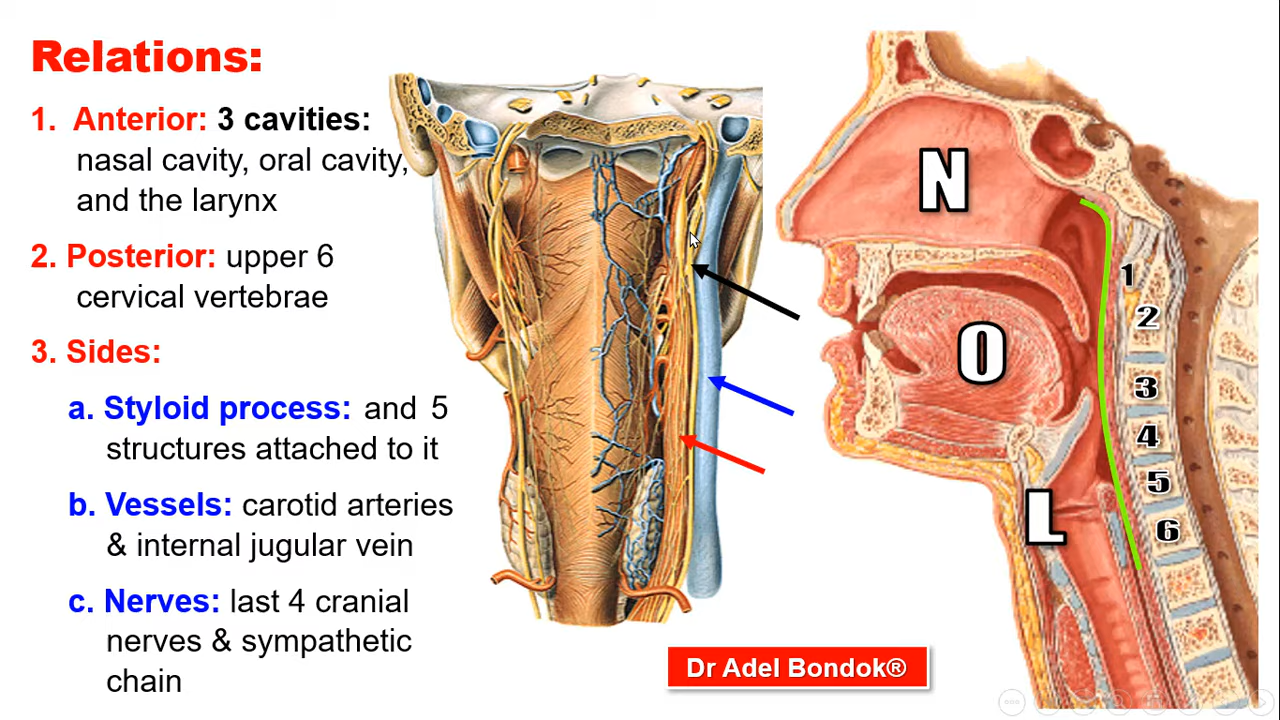 Relations:
1. Anterior: 3 cavities:
nasal cavity, oral cavity,
and the larynx
2. Posterior: upper 6
cervical vertebrae
3. Sides:
a. Styloid process: and 5
structures attached to it
b. Vessels: carotid arteries
& internal jugular vein
c. Nerves: last 4 cranial
nerves & sympathetic
chain
N
O
L
1
2
3
4
5
6
Dr Adel Bondok®